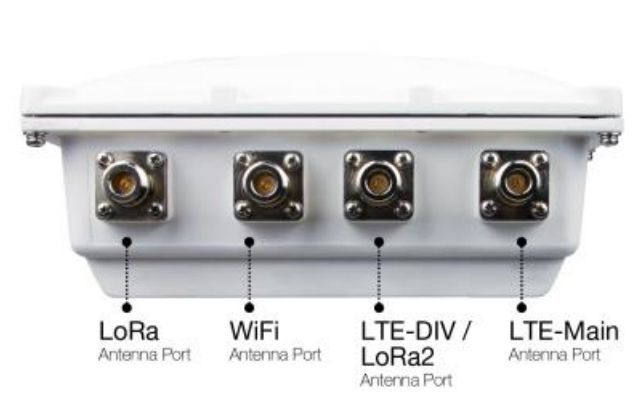 LoRa
Antenna Port
WiFi
Antenna Port
LTE-DIV /
LoRa2
Antenna Port
LTE-Main
Antenna Port